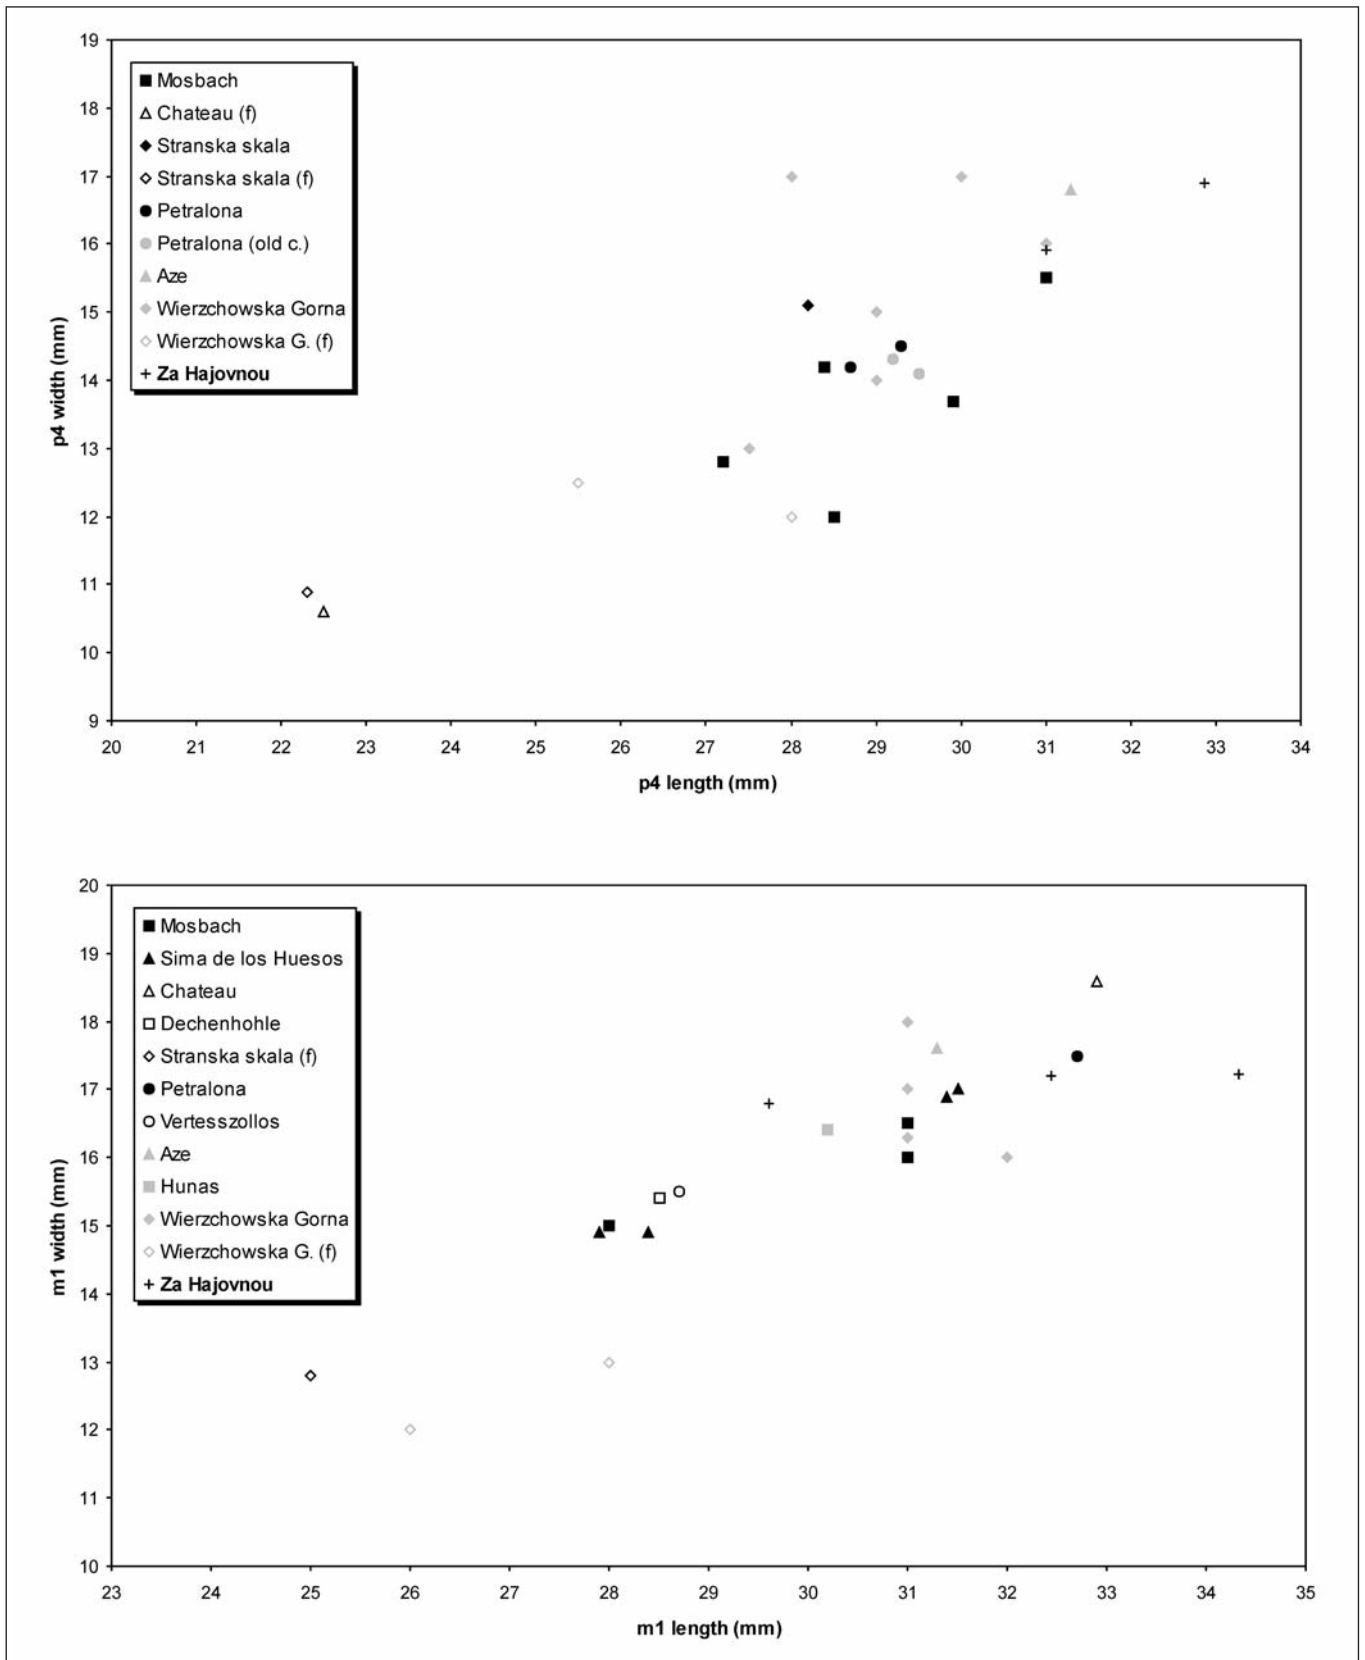 19
18
17
16
15
14
13
12
11
10
9
p4 width (mm)
Mosbach
Chateau (f)
Stranska skala
Stranska skala (f)
Petralona
Petralona (old c.)
Aze
Wierzchowska Gorna
Wierzchowska G. (f)
Za Hajovnou
20 21 22 23 24 25 26 27 28 29 30 31 32 33 34
p4 length (mm)
20
19
18
17
16
15
14
13
12
11
10
m1 width (mm)
Mosbach
Sima de los Huesos
Chateau
Dechenhohle
Stranska skala (f)
Petralona
Vertesszollos
Aze
Hunas
Wierzchowska Gorna
Wierzchowska G. (f)
Za Hajovnou
23 24 25 26 27 28 29 30 31 32 33 34 35
m1 length (mm)